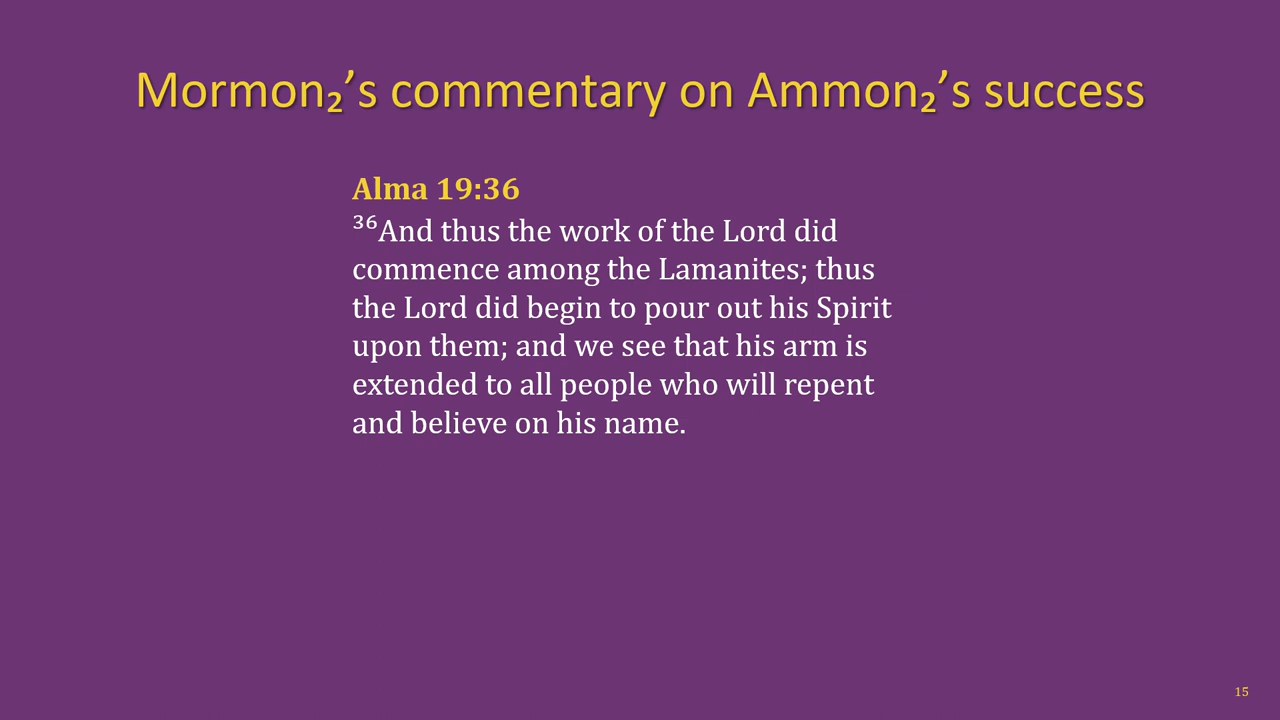 Mormon₂’s commentary on Ammon₂’s success
Alma 19:36
³⁶And thus the work of the Lord did
commence among the Lamanites; thus
the Lord did begin to pour out his Spirit
upon them; and we see that his arm is
extended to all people who will repent
and believe on his name.
15